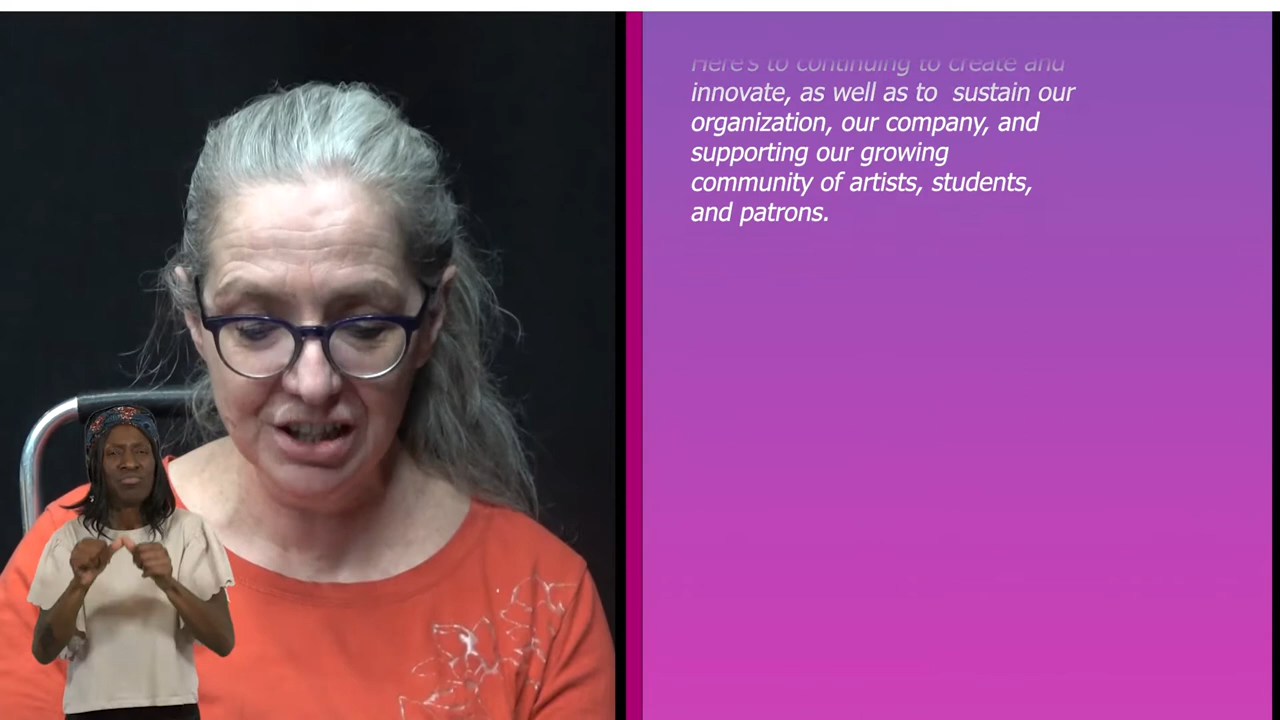 Here's to continuing to create and
innovate, as well as to  sustain our
organization, our company, and
supporting our growing
community of artists, students,
and patrons.